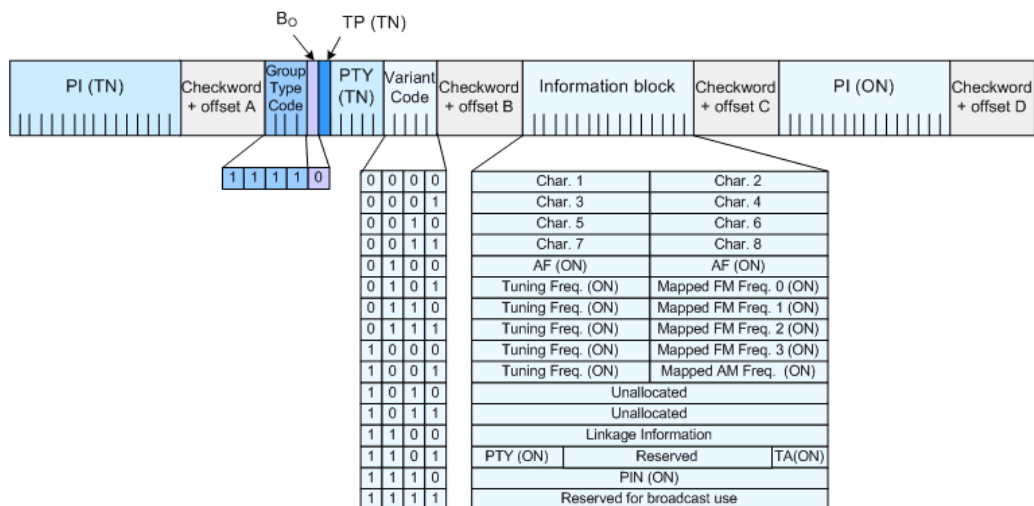 B₀ TP (TN)
PI (TN) Checkword + offset A Group Type Code PTY (TN) Variant Code Checkword + offset B Information block Checkword + offset C PI (ON) Checkword + offset D
1 1 1 1 0
0 0 0 0 Char. 1 Char. 2
0 0 0 1 Char. 3 Char. 4
0 0 1 0 Char. 5 Char. 6
0 0 1 1 Char. 7 Char. 8
0 1 0 0 AF (ON) AF (ON)
0 1 0 1 Tuning Freq. (ON) Mapped FM Freq. 0 (ON)
0 1 1 0 Tuning Freq. (ON) Mapped FM Freq. 1 (ON)
0 1 1 1 Tuning Freq. (ON) Mapped FM Freq. 2 (ON)
1 0 0 0 Tuning Freq. (ON) Mapped FM Freq. 3 (ON)
1 0 0 1 Tuning Freq. (ON) Mapped AM Freq. (ON)
1 0 1 0 Unallocated
1 0 1 1 Unallocated
1 1 0 0 Linkage Information
1 1 0 1 PTY (ON) Reserved TA(ON)
1 1 1 0 PIN (ON)
1 1 1 1 Reserved for broadcast use